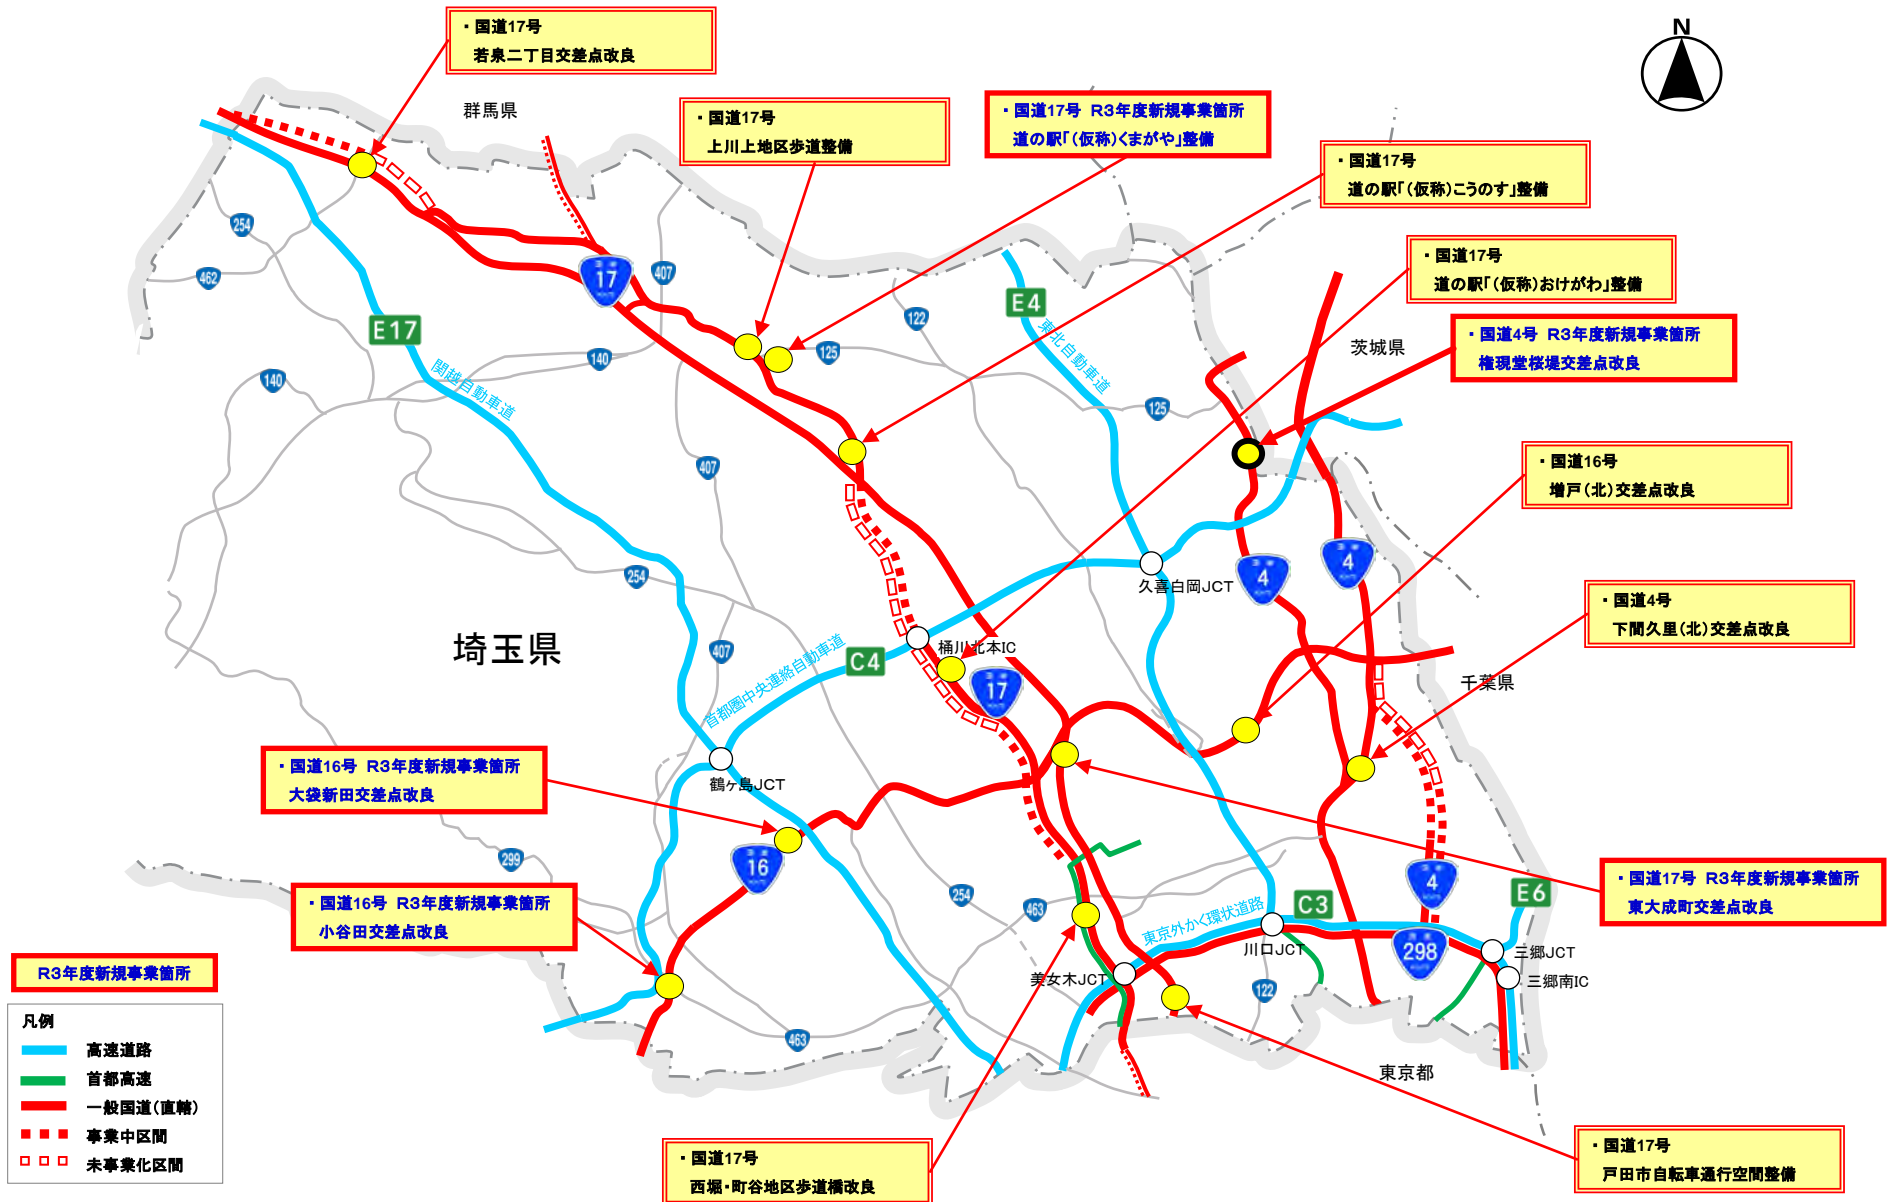 ・国道17号
若泉二丁目交差点改良
群馬県
・国道17号
上川上地区歩道整備
・国道17号 R3年度新規事業箇所
道の駅「(仮称)くまがや」整備
N
・国道17号
道の駅「(仮称)こうのす」整備
・国道17号
道の駅「(仮称)おけがわ」整備
・国道4号 R3年度新規事業箇所
権現堂桜堤交差点改良
茨城県
・国道16号
増戸(北)交差点改良
・国道4号
下間久里(北)交差点改良
千葉県
254
462
17
407
E17
140
140
関越自動車道
122
125
E4
東北自動車道
125
407
254
407
4
4
久喜白岡JCT
埼玉県
桶川北本IC
C4
首都圏中央連絡自動車道
17
鶴ヶ島JCT
・国道16号 R3年度新規事業箇所
大袋新田交差点改良
16
299
・国道16号 R3年度新規事業箇所
小谷田交差点改良
254
463
463
東京外かく環状道路
C3
川口JCT
美女木JCT
122
4
298
E6
三郷JCT
三郷南IC
東京都
・国道17号 R3年度新規事業箇所
東大成町交差点改良
・国道17号
戸田市自転車通行空間整備
・国道17号
西堀・町谷地区歩道橋改良
R3年度新規事業箇所
凡例
高速道路
首都高速
一般国道(直轄)
事業中区間
未事業化区間